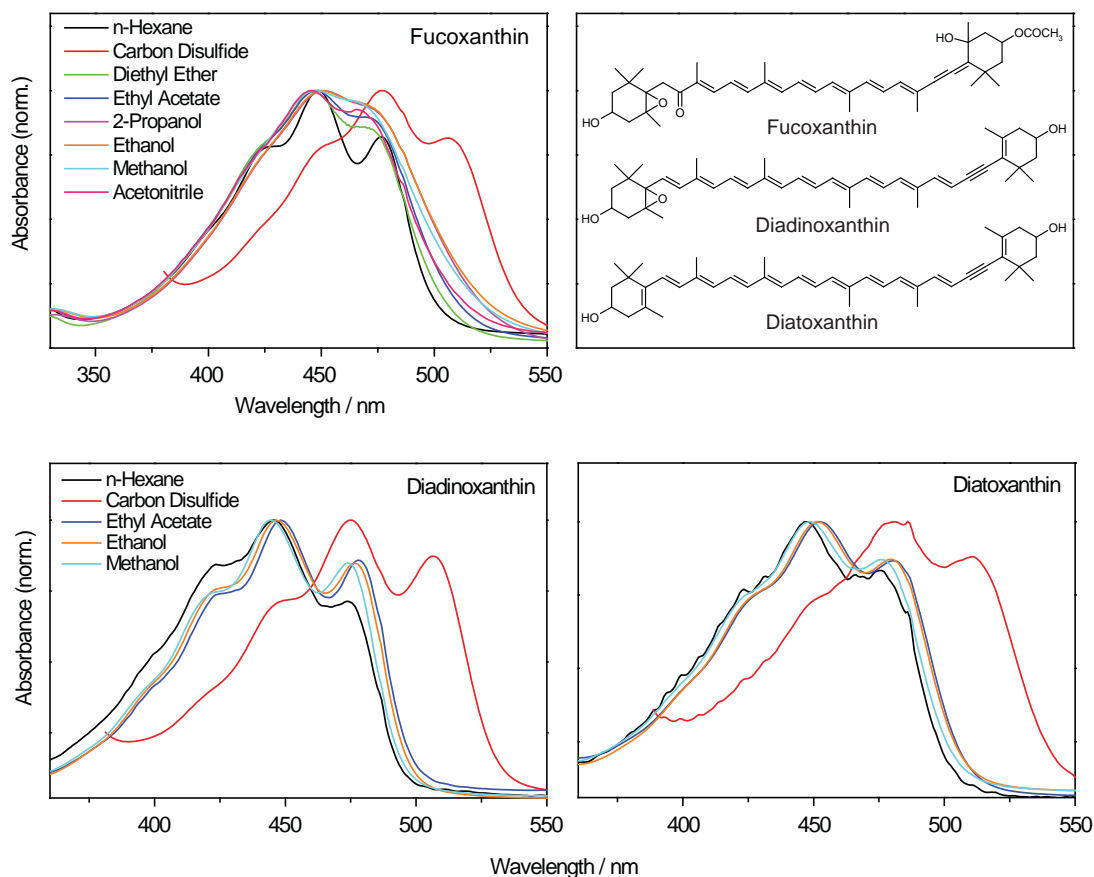 Fucoxanthin
n-Hexane
Carbon Disulfide
Diethyl Ether
Ethyl Acetate
2-Propanol
Ethanol
Methanol
Acetonitrile
Absorbance (norm.)
350 400 450 500 550
Wavelength / nm
HO
OCOCH3
O
O
HO
Fucoxanthin
OH
O
HO
Diadinoxanthin
OH
HO
Diatoxanthin
n-Hexane
Carbon Disulfide
Ethyl Acetate
Ethanol
Methanol
Diadinoxanthin
Absorbance (norm.)
400 450 500 550
Diatoxanthin
400 450 500 550
Wavelength / nm